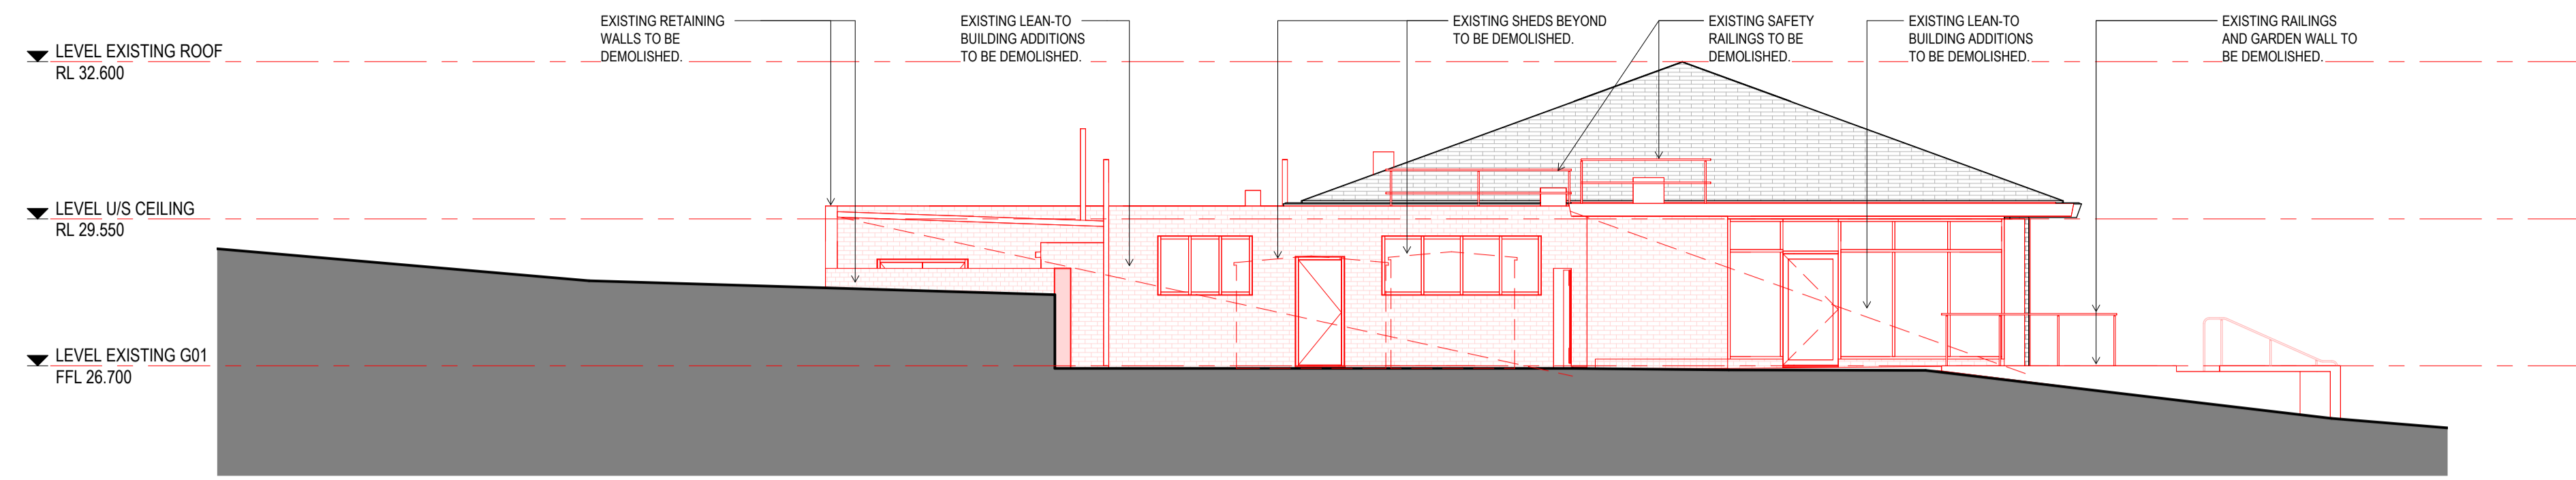 EXISTING RETAINING
WALLS TO BE
DEMOLISHED.
EXISTING LEAN-TO
BUILDING ADDITIONS
TO BE DEMOLISHED.
EXISTING SHEDS BEYOND
TO BE DEMOLISHED.
EXISTING SAFETY
RAILINGS TO BE
DEMOLISHED.
EXISTING LEAN-TO
BUILDING ADDITIONS
TO BE DEMOLISHED.
EXISTING RAILINGS
AND GARDEN WALL TO
BE DEMOLISHED.
LEVEL EXISTING ROOF
RL 32.600
LEVEL U/S CEILING
RL 29.550
LEVEL EXISTING G01
FFL 26.700